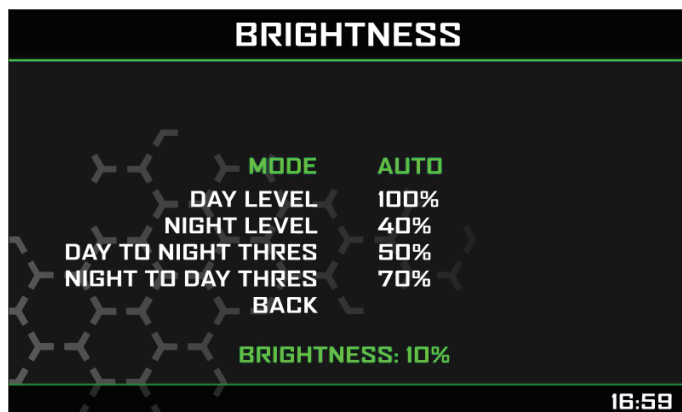 BRIGHTNESS
MODE AUTO
DAY LEVEL 100%
NIGHT LEVEL 40%
DAY TO NIGHT THRES 50%
NIGHT TO DAY THRES 70%
BACK
BRIGHTNESS: 10%
16:59